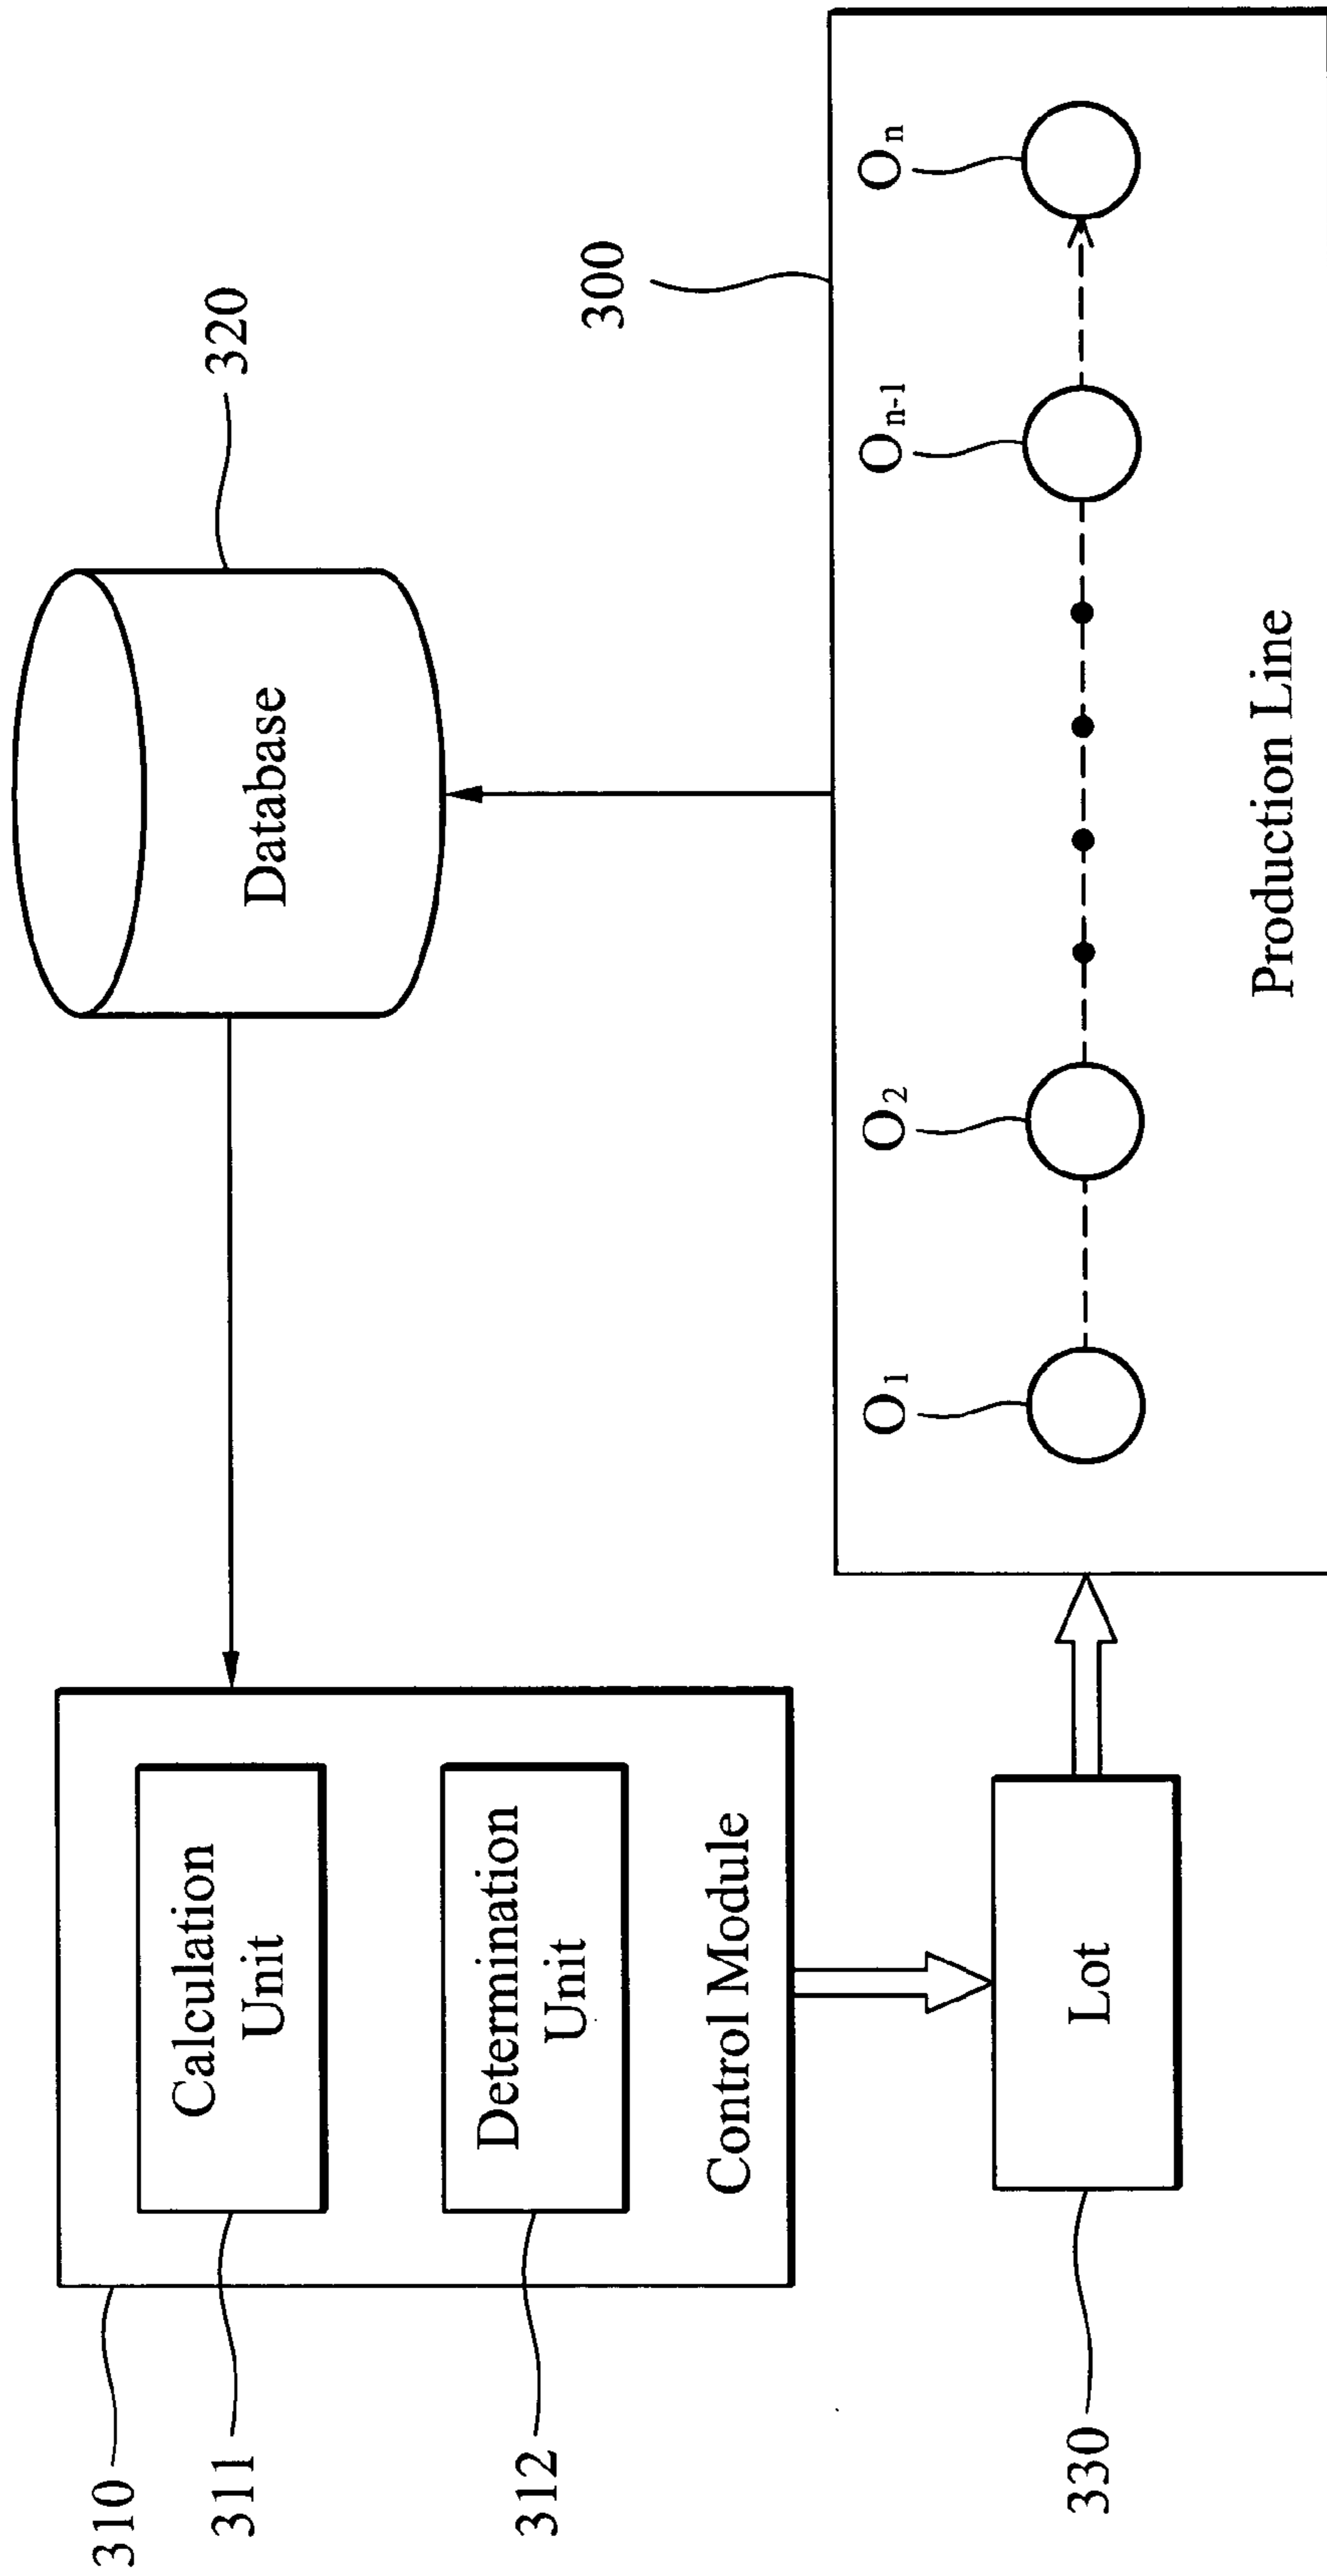 310
311
312
330
Calculation
Unit
Determination
Unit
Control Module
Lot
Database
320
300
O1
O2
On-1
On
Production Line